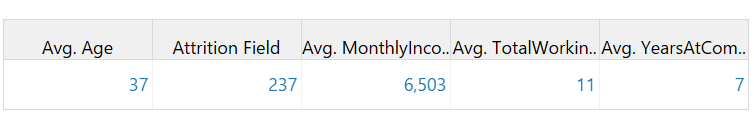 Avg. Age Attrition Field Avg. MonthlyInco.. Avg. TotalWorkin.. Avg. YearsAtCom..
37 237 6,503 11 7